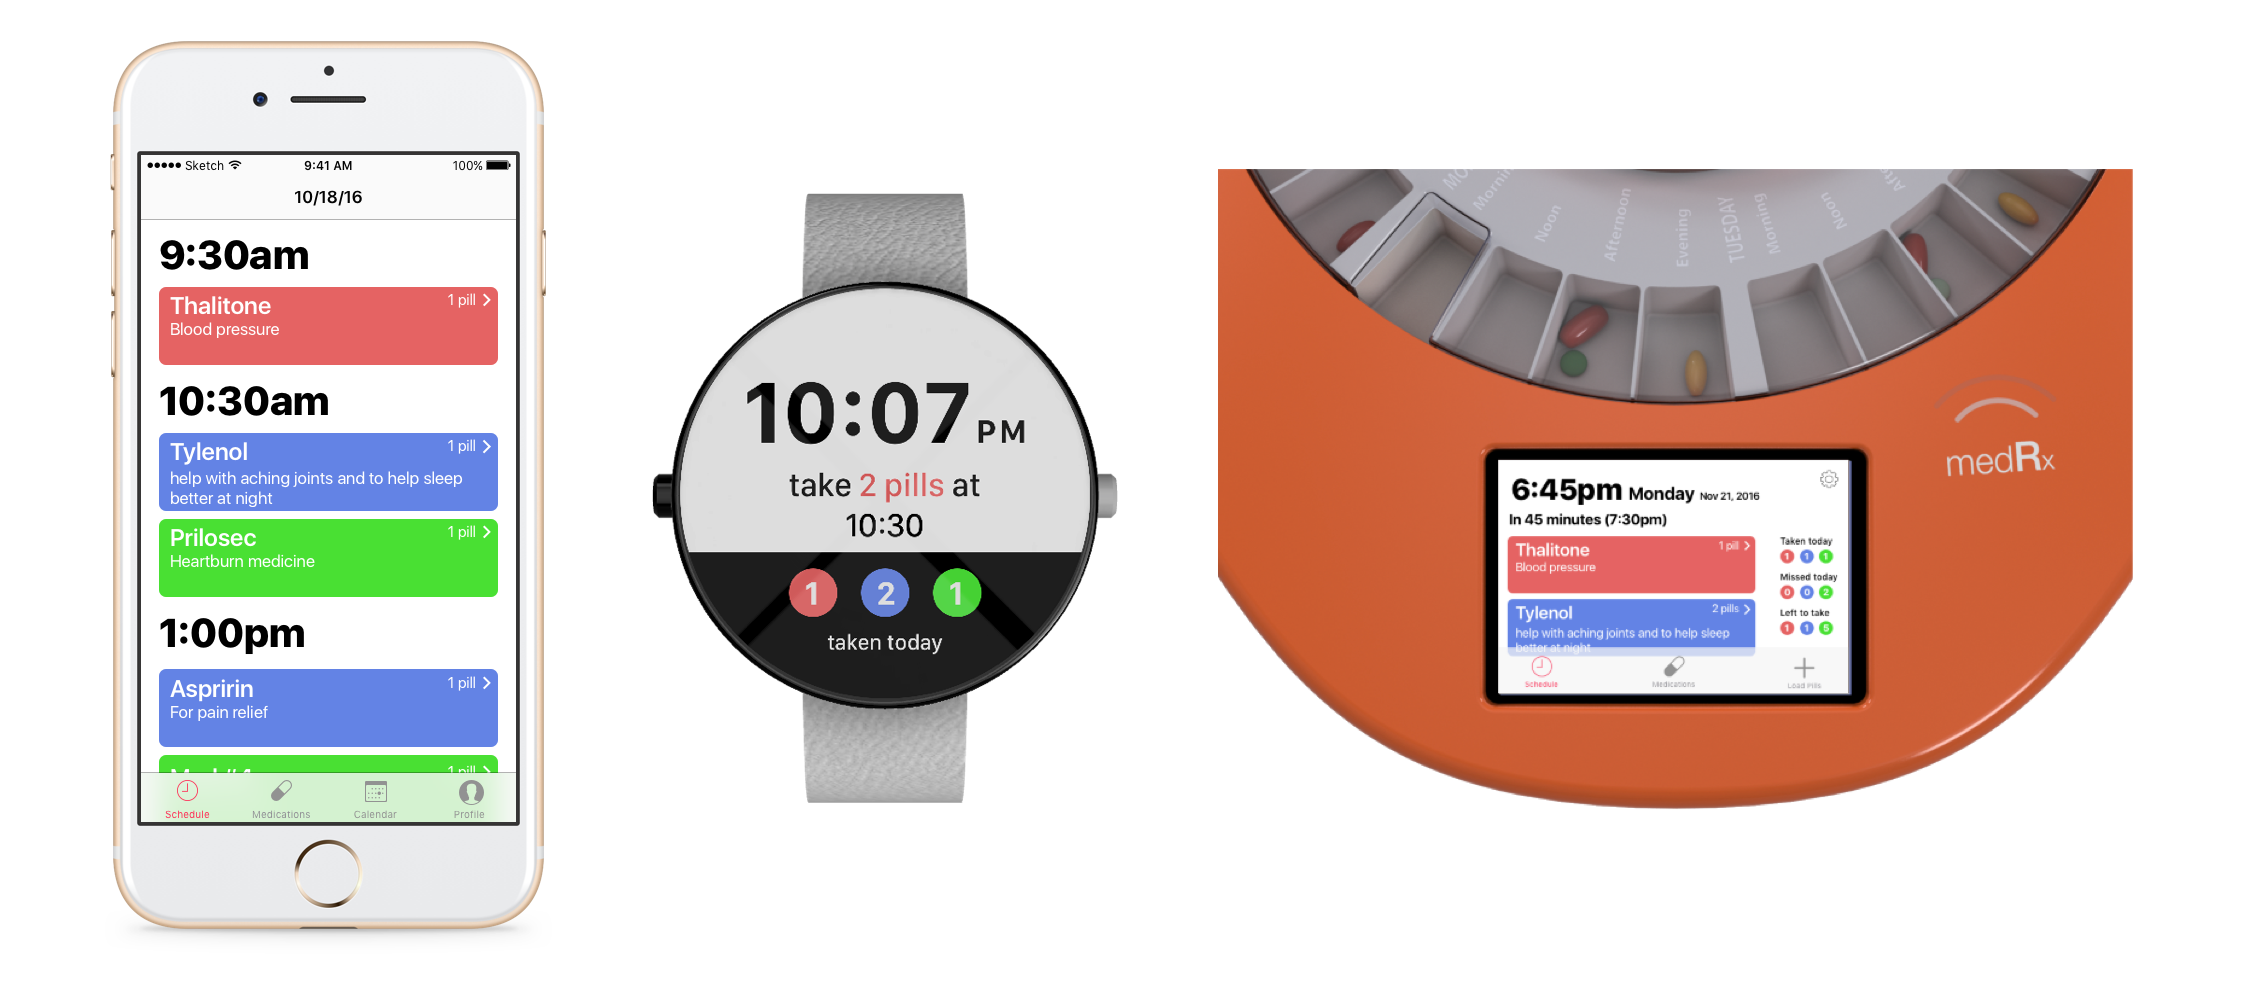 Sketch
9:41 AM
100%
10/18/16
9:30am
Thalitone
1 pill
Blood pressure
10:30am
Tylenol
1 pill
help with aching joints and to help sleep
better at night
Prilosec
1 pill
Heartburn medicine
1:00pm
Aspririn
1 pill
For pain relief
1 pill
Schedule
Medications
Calendar
Profile
10:07 PM
take 2 pills at
10:30
1 2 1
taken today
Morning
Noon
Afternoon
Evening
TUESDAY
Morning
Noon
medRx
6:45pm Monday Nov 21, 2016
In 45 minutes (7:30pm)
Thalitone
1 pill
Blood pressure
Tylenol
2 pills
help with aching joints and to help sleep
better at night
Taken today
1 1 1
Missed today
0 0 2
Left to take
1 1 5
Schedule
Medications
Load Pills